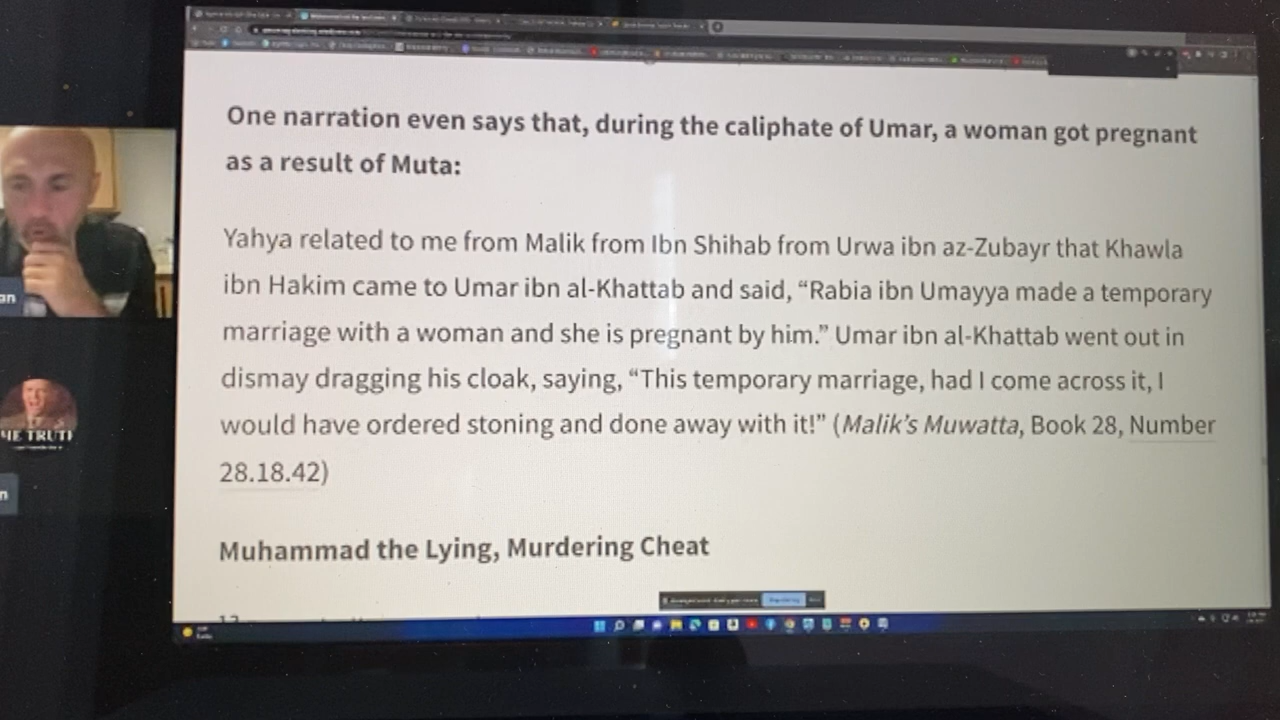 One narration even says that, during the caliphate of Umar, a woman got pregnant
as a result of Muta:
Yahya related to me from Malik from Ibn Shihab from Urwa ibn az-Zubayr that Khawla
ibn Hakim came to Umar ibn al-Khattab and said, “Rabia ibn Umayya made a temporary
marriage with a woman and she is pregnant by him.” Umar ibn al-Khattab went out in
dismay dragging his cloak, saying, “This temporary marriage, had I come across it, I
would have ordered stoning and done away with it!” (Malik’s Muwatta, Book 28, Number
28.18.42)
Muhammad the Lying, Murdering Cheat